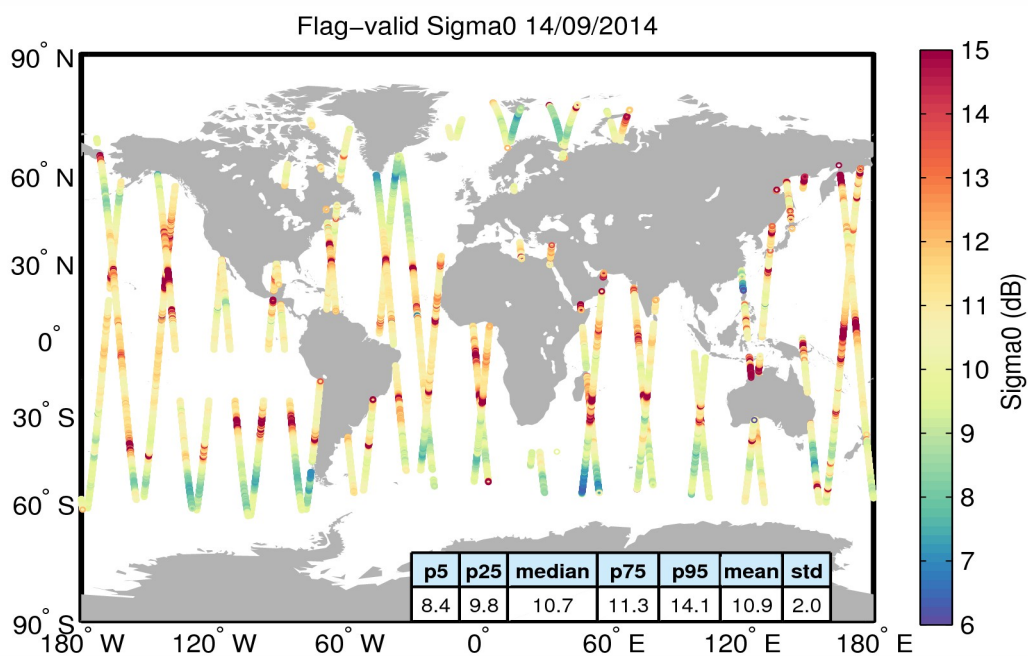 Flag−valid Sigma0 14/09/2014
90° N
60° N
30° N
0°
30° S
60° S
90° S
180° W
120° W
60° W
0°
60° E
120° E
180° E
15
14
13
12
11
10
9
8
7
6
Sigma0 (dB)
p5 p25 median p75 p95 mean std
8.4 9.8 10.7 11.3 14.1 10.9 2.0